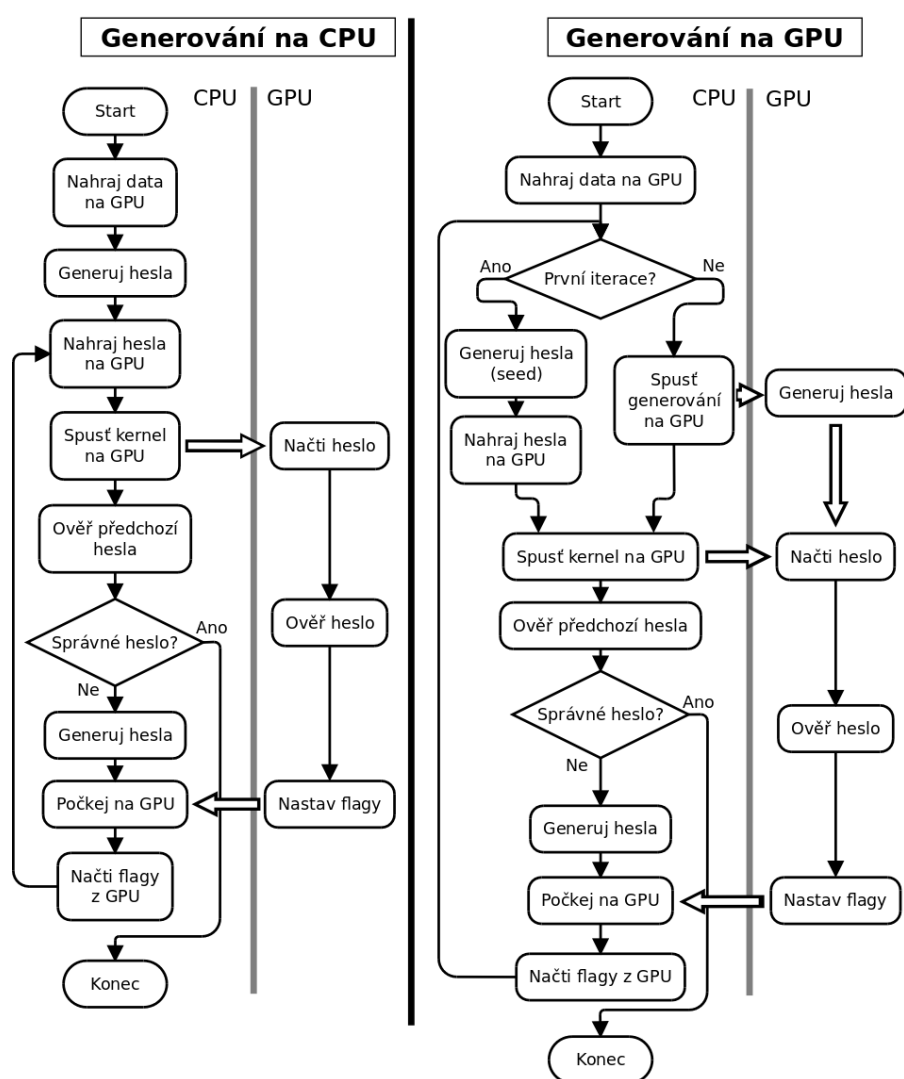 Generování na CPU
CPU
GPU
Start
Nahraj data
na GPU
Generuj hesla
Nahraj hesla
na GPU
Spusť kernel
na GPU
Načti heslo
Ověř předchozí
hesla
Ověř heslo
Správné heslo?
Ano
Ne
Generuj hesla
Počkej na GPU
Nastav flagy
Načti flagy
z GPU
Konec
Generování na GPU
CPU
GPU
Start
Nahraj data na GPU
První iterace?
Ano
Ne
Generuj hesla
(seed)
Nahraj hesla
na GPU
Spusť
generování
na GPU
Generuj hesla
Spusť kernel na GPU
Načti heslo
Ověř předchozí hesla
Správné heslo?
Ano
Ne
Ověř heslo
Generuj hesla
Počkej na GPU
Nastav flagy
Načti flagy z GPU
Konec